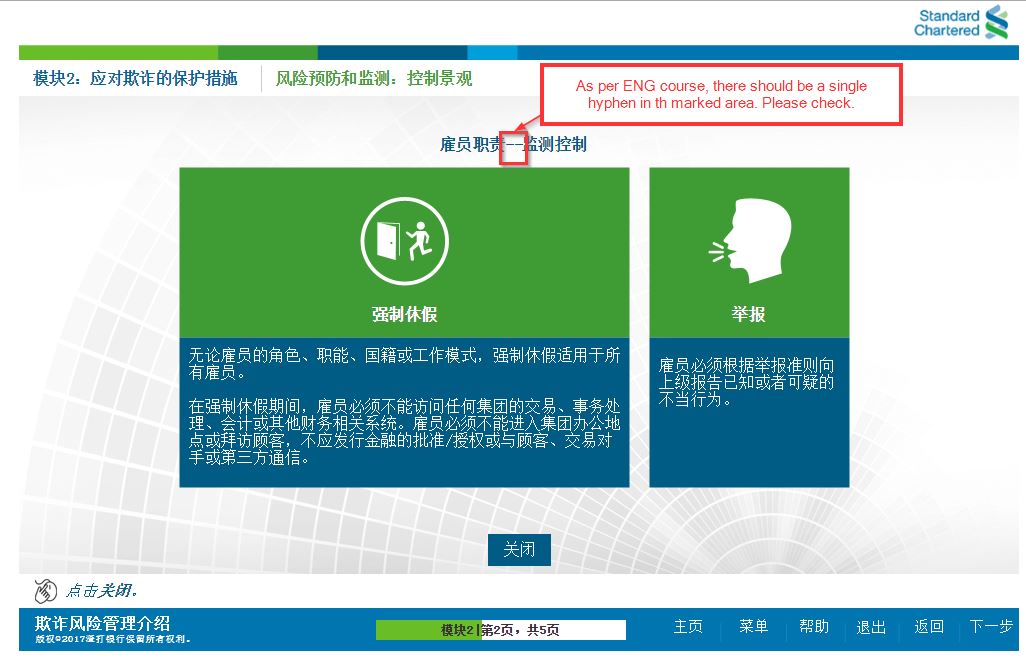 Standard
Chartered
模块2：应对欺诈的保护措施
风险预防和监测：控制景观
As per ENG course, there should be a single
hyphen in th marked area. Please check.
雇员职责--监测控制
强制休假
无论雇员的角色、职能、国籍或工作模式，强制休假适用于所
有雇员。
在强制休假期间，雇员必须不能访问任何集团的交易、事务处
理、会计或其他财务相关系统。雇员必须不能进入集团办公地
点或拜访顾客，不应发行金融的批准/授权或与顾客、交易对
手或第三方通信。
举报
雇员必须根据举报准则向
上级报告已知或者可疑的
不当行为。
关闭
点击关闭。
欺诈风险管理介绍
版权©2017渣打银行保留所有权利。
模块2|第2页，共5页
主页
菜单
帮助
退出
返回
下一步